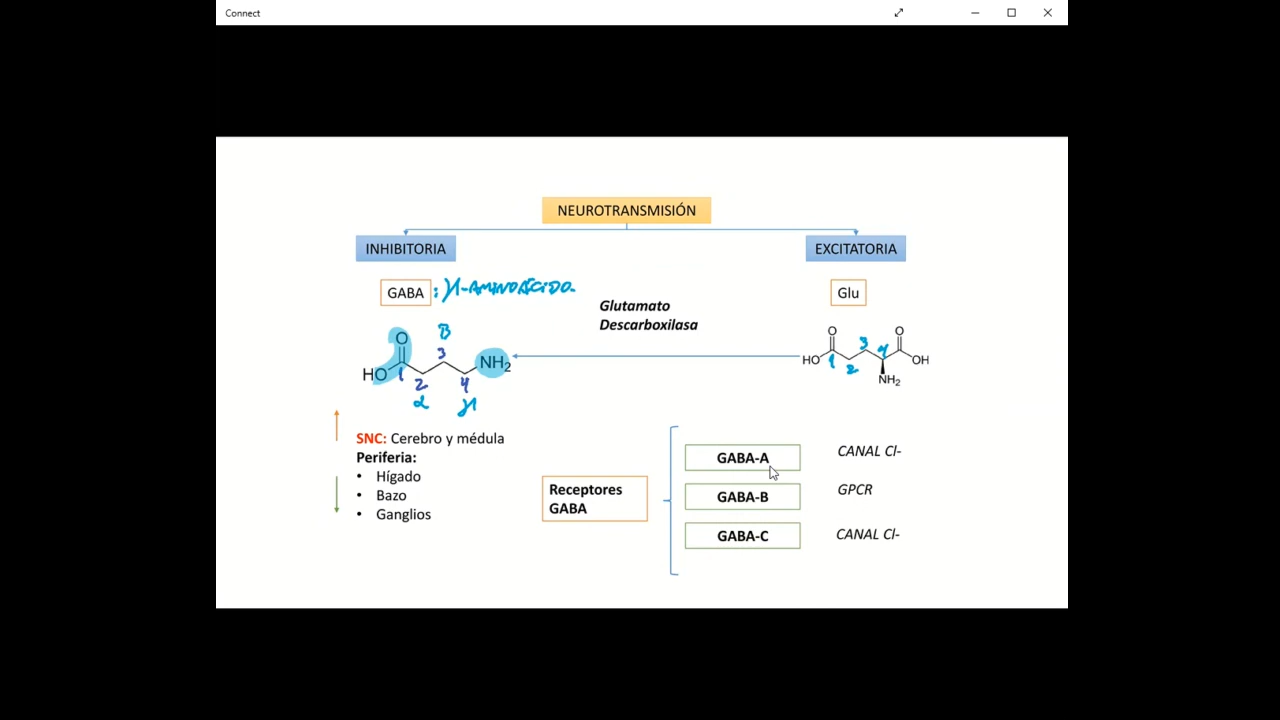 Connect
NEUROTRANSMISIÓN
INHIBITORIA
EXCITATORIA
GABA
: γ-AMINOÁCIDO.
Glu
Glutamato
Descarboxilasa
O
HO
NH2
1
2
3
4
α
β
γ
O
O
HO
OH
NH2
1
2
3
4
SNC: Cerebro y médula
Periferia:
• Hígado
• Bazo
• Ganglios
Receptores
GABA
GABA-A
CANAL Cl-
GABA-B
GPCR
GABA-C
CANAL Cl-